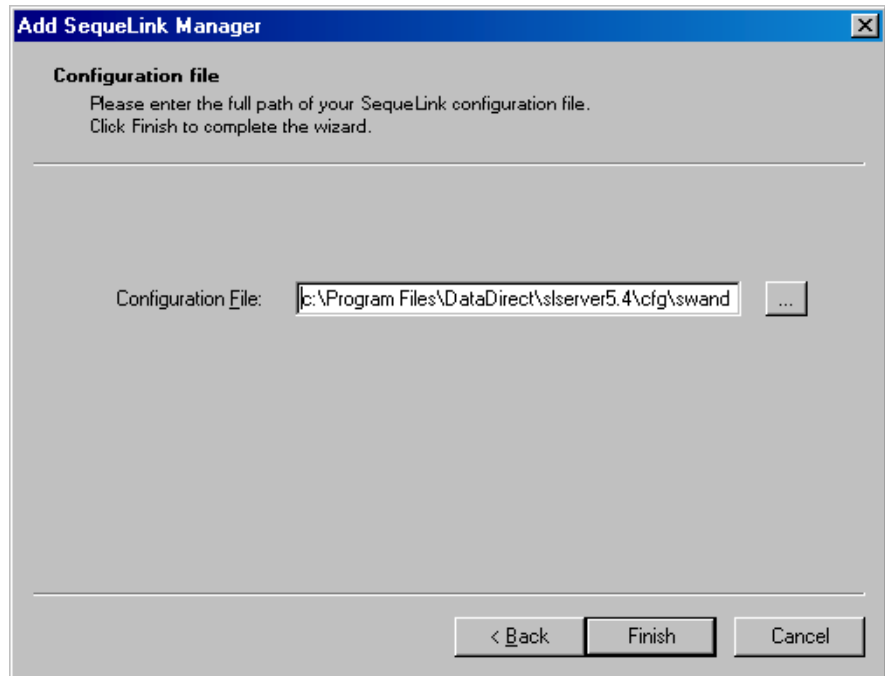 Add SequeLink Manager
Configuration file
Please enter the full path of your SequeLink configuration file.
Click Finish to complete the wizard.
Configuration File: c:\Program Files\DataDirect\slserver5.4\cfg\swand ...
< Back Finish Cancel